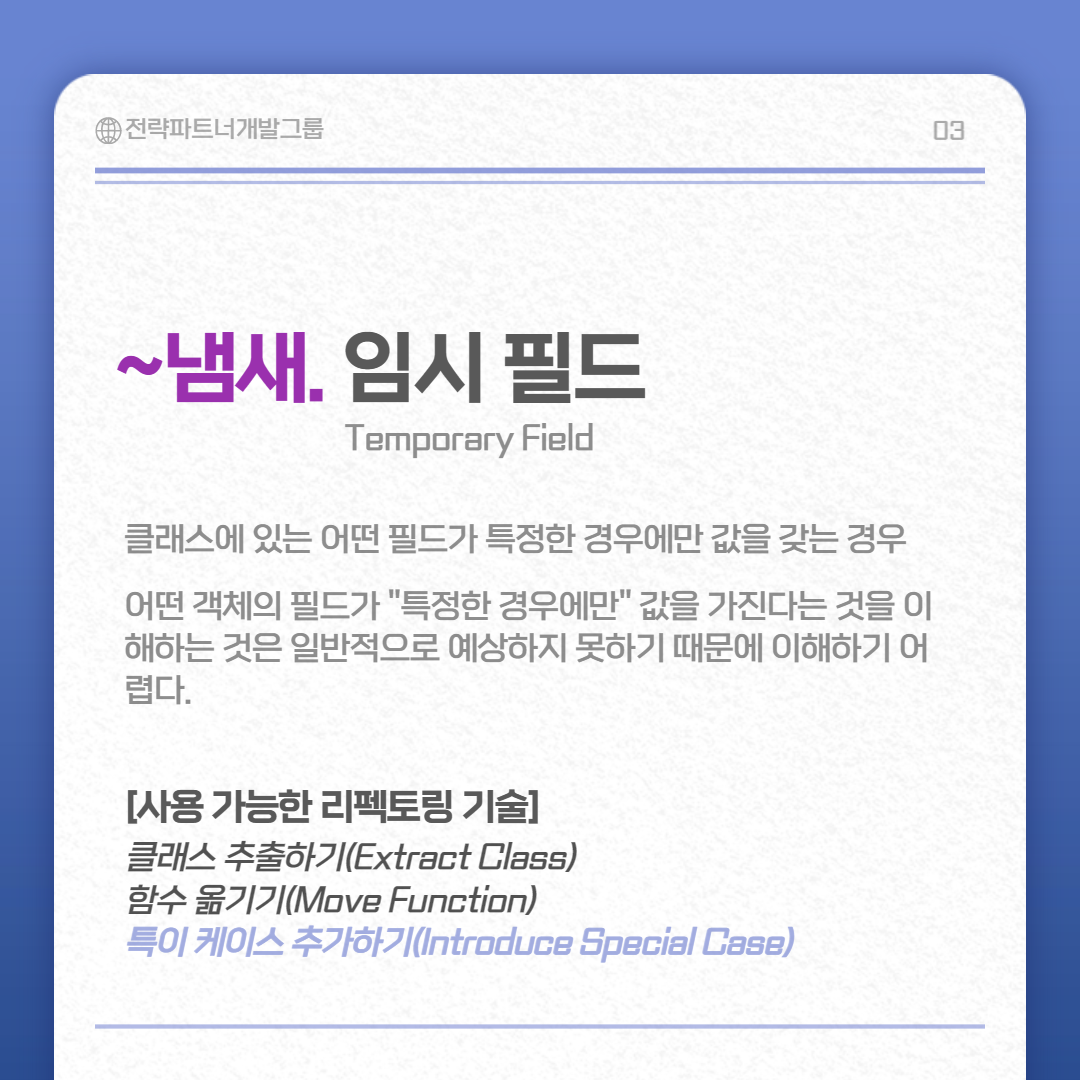 전략파트너개발그룹
03
~냄새. 임시 필드
Temporary Field
클래스에 있는 어떤 필드가 특정한 경우에만 값을 갖는 경우
어떤 객체의 필드가 "특정한 경우에만" 값을 가진다는 것을 이
해하는 것은 일반적으로 예상하지 못하기 때문에 이해하기 어
렵다.
[사용 가능한 리펙토링 기술]
클래스 추출하기(Extract Class)
함수 옮기기(Move Function)
특이 케이스 추가하기(Introduce Special Case)